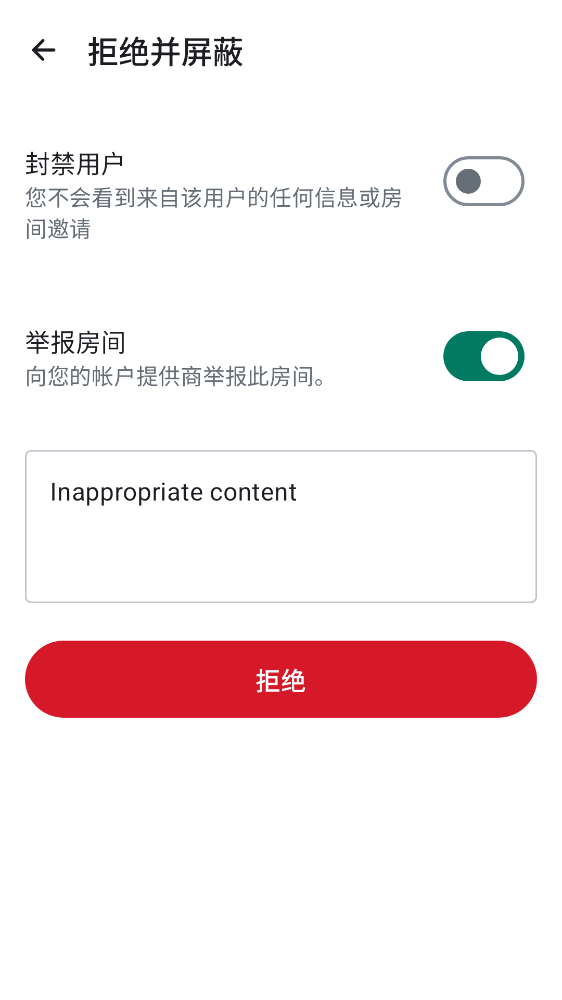 拒绝并屏蔽
封禁用户
您不会看到来自该用户的任何信息或房
间邀请
举报房间
向您的帐户提供商举报此房间。
Inappropriate content
拒绝